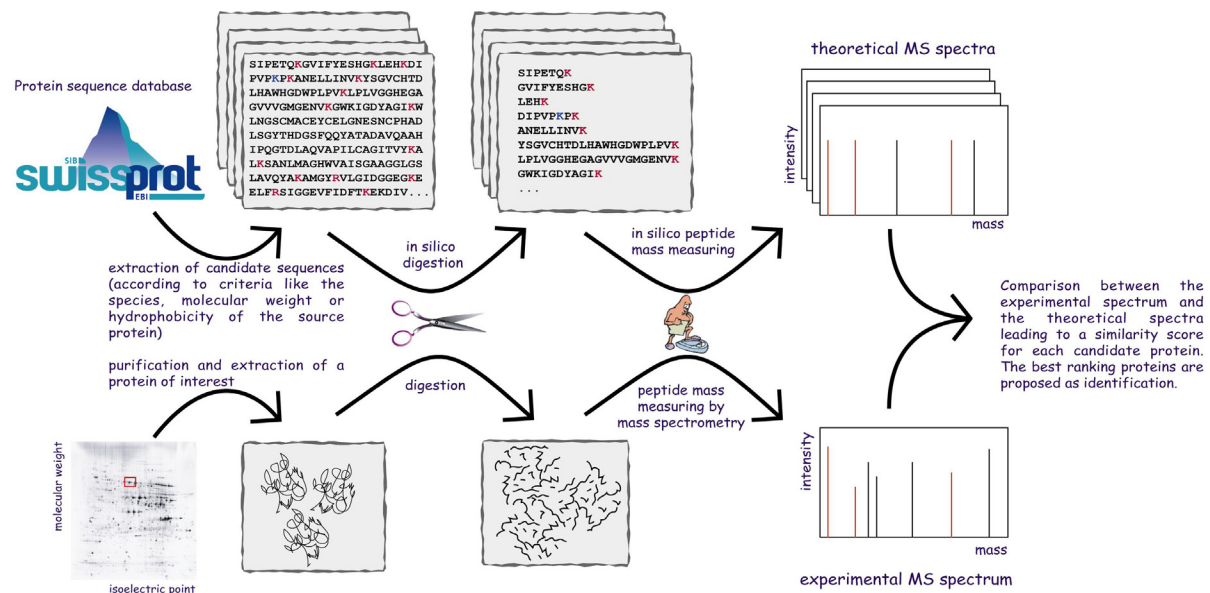 Protein sequence database
SIB
swissprot
EBI
SIPETQKGVIFYESHGKLEHKDI
PVPKPKANELLINVKYSGVCHTD
LHAWHGDWPLPVKLPLVGGHEGA
GVVVGMGENVKGWKIGDYAGIKW
LNGSCMACEYCELGNESNCPHAD
LSGYTHDGSFQQYATADAVQAAH
IPQGTDLAQVAPILCAGITVYKA
LKSANLMAGHWVAISGAAGGLGS
LAVQYAKAMGYRVLGIDGGEGKE
ELFRSIGGEVFIDFTKEKDIV...
SIPETQK
GVIFYESHGK
LEHK
DIPVPKPK
ANELLINVK
YSGVCHTDLHAWHGDWPLPVK
LPLVGGHEGAGVVVGMGENVK
GWKIGDYAGIK
...
theoretical MS spectra
intensity
mass
extraction of candidate sequences
(according to criteria like the
species, molecular weight or
hydrophobicity of the source
protein)
in silico
digestion
in silico peptide
mass measuring
Comparison between the
experimental spectrum and
the theoretical spectra
leading to a similarity score
for each candidate protein.
The best ranking proteins are
proposed as identification.
purification and extraction of a
protein of interest
digestion
peptide mass
measuring by
mass spectrometry
molecular weight
isoelectric point
intensity
mass
experimental MS spectrum